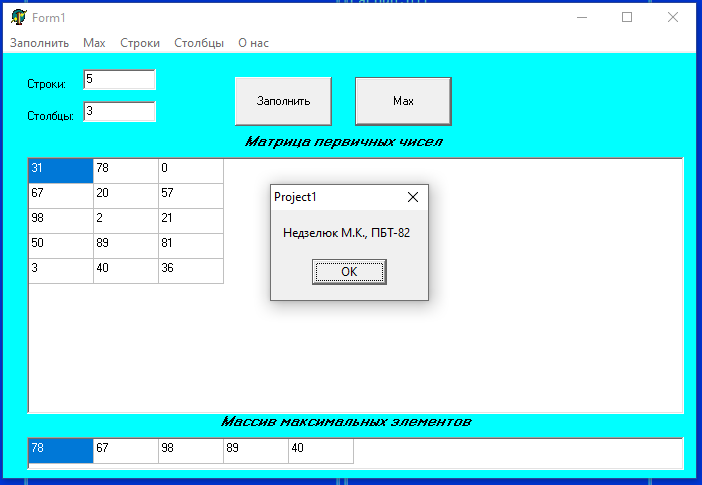 Form1
Заполнить Max Строки Столбцы О нас
Строки: 5
Столбцы: 3
Заполнить Max
Матрица первичных чисел
31 78 0
67 20 57
98 2 21
50 89 81
3 40 36
Project1
Недзелюк М.К., ПБТ-82
OK
Массив максимальных элементов
78 67 98 89 40